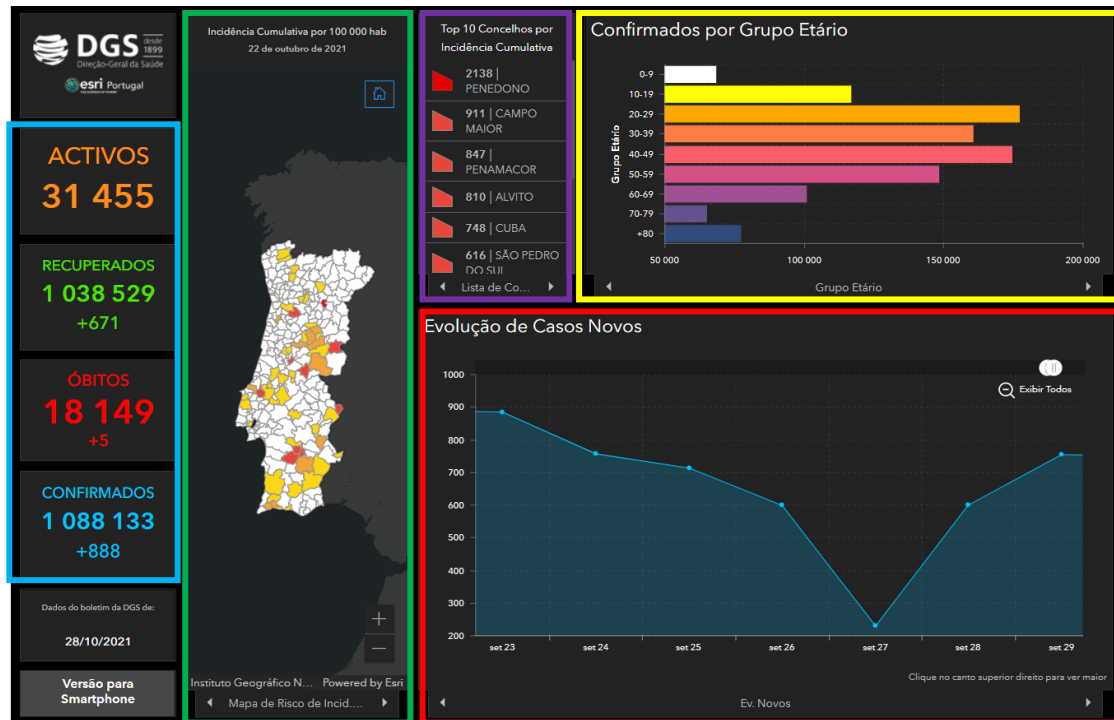 DGS
desde
1899
Direção-Geral da Saúde
esri Portugal
ACTIVOS
31 455
RECUPERADOS
1 038 529
+671
ÓBITOS
18 149
+5
CONFIRMADOS
1 088 133
+888
Dados do boletim da DGS de:
28/10/2021
Versão para
Smartphone
Incidência Cumulativa por 100 000 hab
22 de outubro de 2021
+
−
Instituto Geográfico N... Powered by Esri
Mapa de Risco de Incid....
Top 10 Concelhos por
Incidência Cumulativa
2138 |
PENEDONO
911 | CAMPO
MAIOR
847 |
PENAMACOR
810 | ALVITO
748 | CUBA
616 | SÃO PEDRO
DO SUL
Lista de Co...
Confirmados por Grupo Etário
Grupo Etário
0-9
10-19
20-29
30-39
40-49
50-59
60-69
70-79
+80
50 000 100 000 150 000 200 000
Grupo Etário
Evolução de Casos Novos
Exibir Todos
1000
900
800
700
600
500
400
300
200
set 23 set 24 set 25 set 26 set 27 set 28 set 29
Clique no canto superior direito para ver maior
Ev. Novos